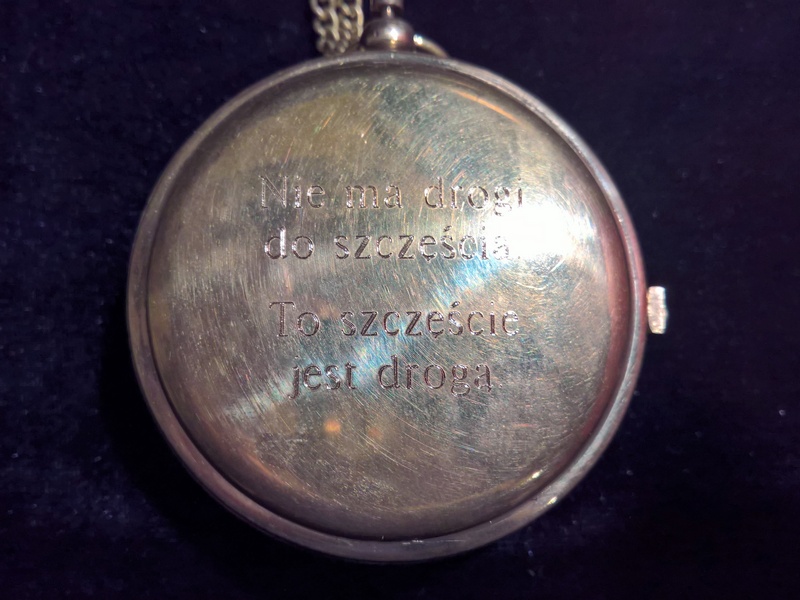 Nie ma drogi
do szczęścia.
To szczęście
jest drogą